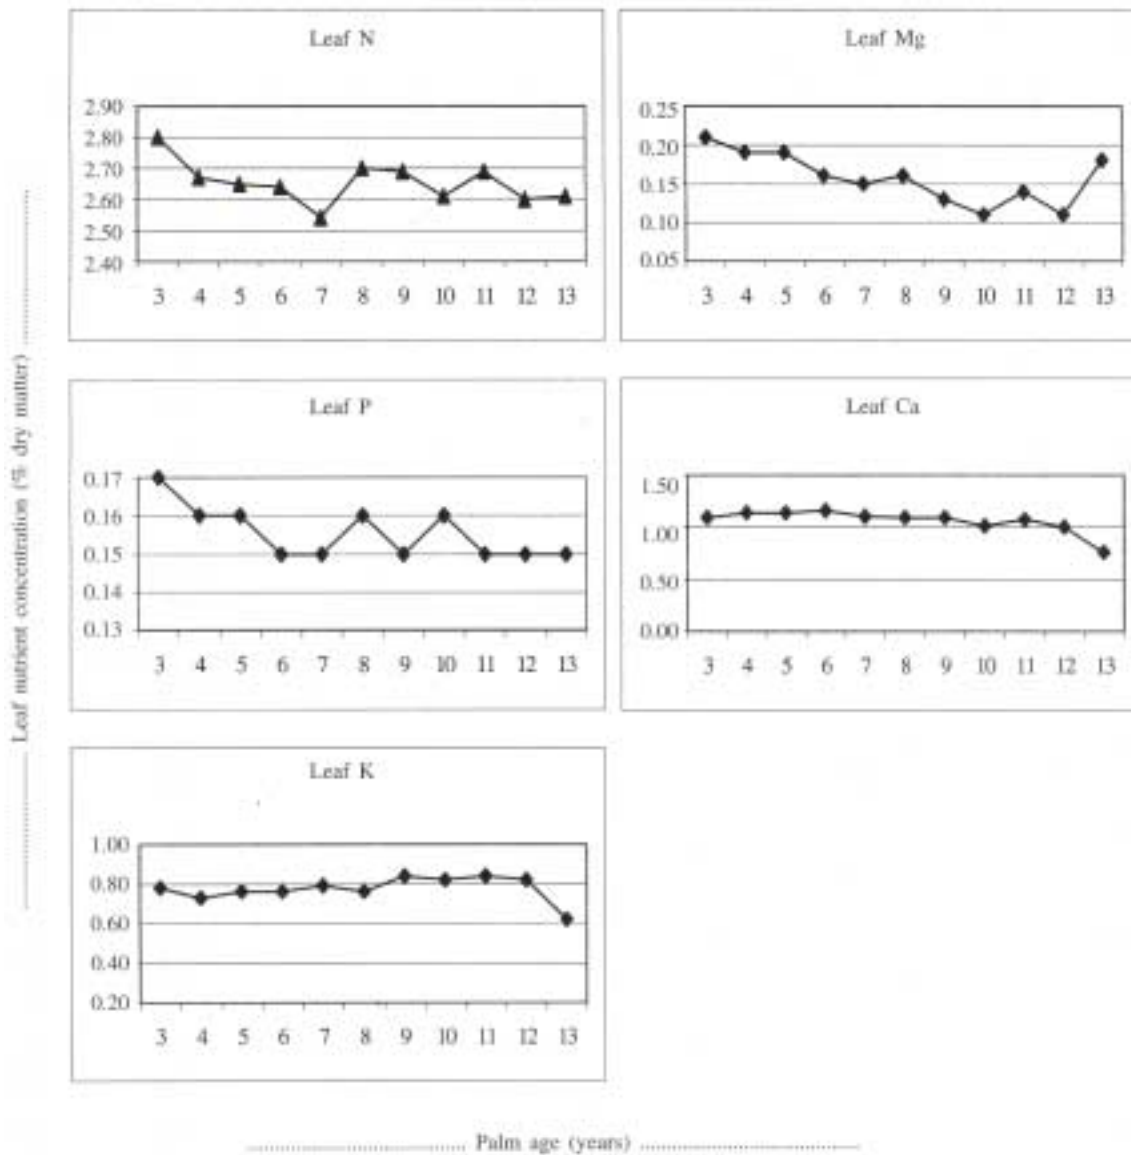 Leaf N
2.90
2.80
2.70
2.60
2.50
2.40
3 4 5 6 7 8 9 10 11 12 13
Leaf Mg
0.25
0.20
0.15
0.10
0.05
3 4 5 6 7 8 9 10 11 12 13
Leaf P
0.17
0.16
0.15
0.14
0.13
3 4 5 6 7 8 9 10 11 12 13
Leaf Ca
1.50
1.00
0.50
0.00
3 4 5 6 7 8 9 10 11 12 13
Leaf K
1.00
0.80
0.60
0.40
0.20
3 4 5 6 7 8 9 10 11 12 13
Leaf nutrient concentration (% dry matter)
Palm age (years)